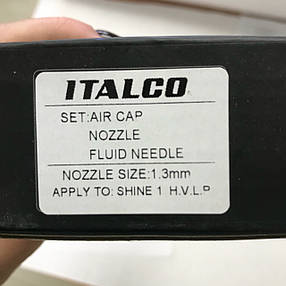 ITALCO
SET:AIR CAP
NOZZLE
FLUID NEEDLE
NOZZLE SIZE:1.3mm
APPLY TO: SHINE 1 H.V.L.P